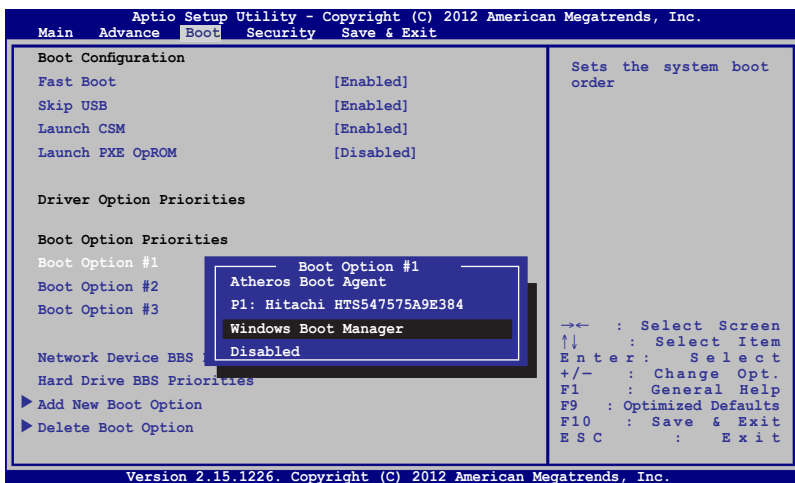 Aptio Setup Utility - Copyright (C) 2012 American Megatrends, Inc.
Main Advance Boot Security Save & Exit
Boot Configuration
Fast Boot [Enabled]
Skip USB [Enabled]
Launch CSM [Enabled]
Launch PXE OpROM [Disabled]
Driver Option Priorities
Boot Option Priorities
Boot Option #1
Boot Option #2
Boot Option #3
Network Device BBS
Hard Drive BBS Priorities
Add New Boot Option
Delete Boot Option
Boot Option #1
Atheros Boot Agent
P1: Hitachi HTS547575A9E384
Windows Boot Manager
Disabled
Sets the system boot
order
→← : Select Screen
↑↓ : Select Item
Enter: Select
+/— : Change Opt.
F1 : General Help
F9 : Optimized Defaults
F10 : Save & Exit
ESC : Exit
Version 2.15.1226. Copyright (C) 2012 American Megatrends, Inc.